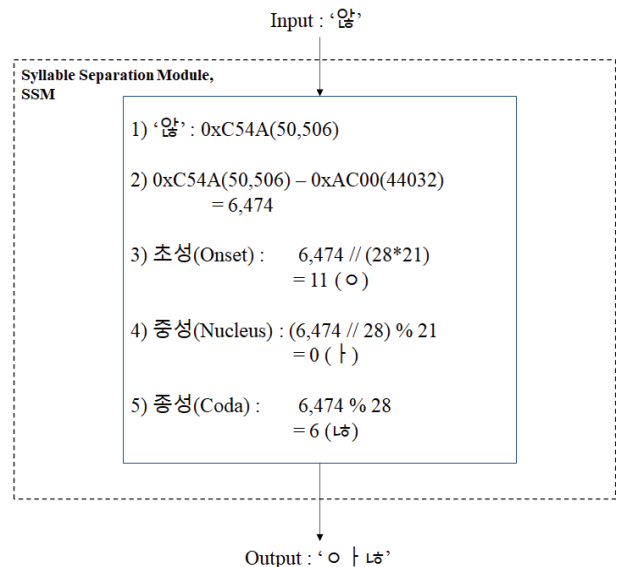 Input : ‘않’
Syllable Separation Module,
SSM
1) ‘않’ : 0xC54A(50,506)
2) 0xC54A(50,506) – 0xAC00(44032)
= 6,474
3) 초성(Onset) : 6,474 // (28*21)
= 11 (ㅇ)
4) 중성(Nucleus) : (6,474 // 28) % 21
= 0 (ㅏ)
5) 종성(Coda) : 6,474 % 28
= 6 (ㄶ)
Output : ‘ㅇㅏㄶ’